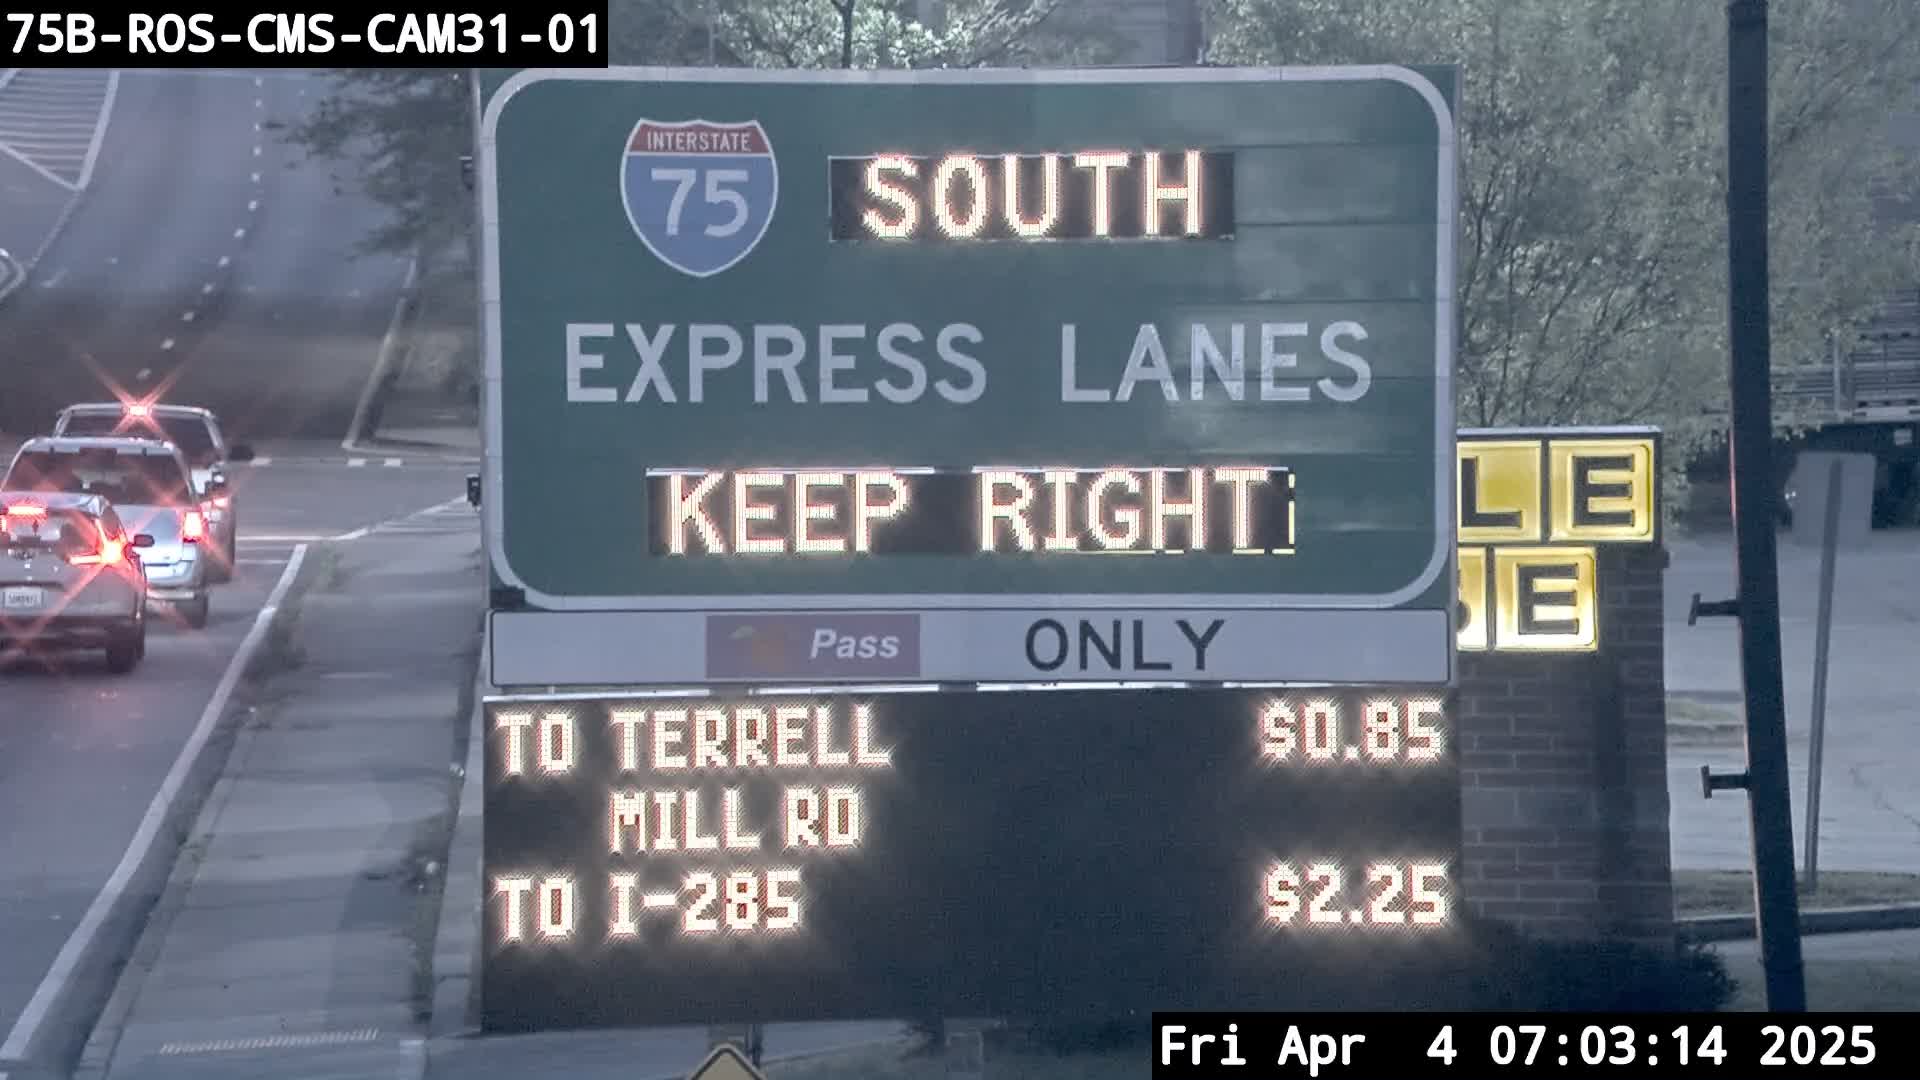 75B-ROS-CMS-CAM31-01
INTERSTATE
75
SOUTH
EXPRESS LANES
KEEP RIGHT
Pass ONLY
TO TERRELL $0.85
MILL RD
TO I-285 $2.25
LE
E
Fri Apr 4 07:03:14 2025